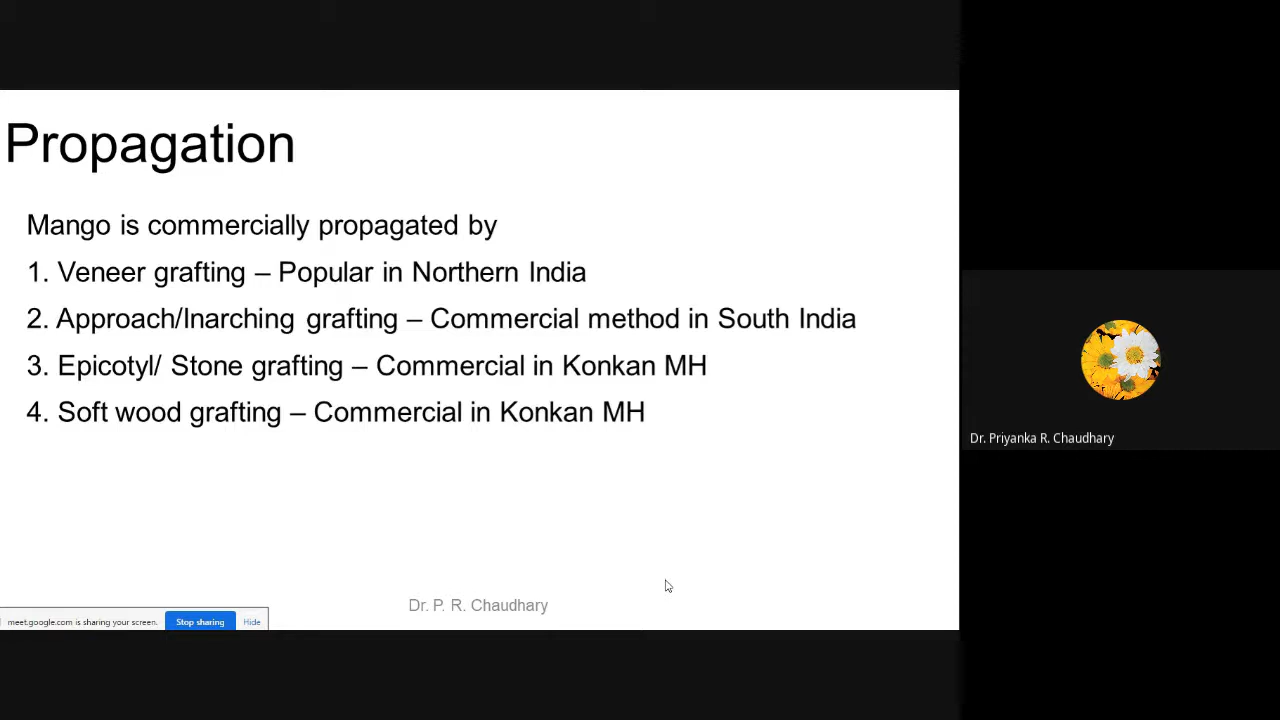 Propagation
Mango is commercially propagated by
1. Veneer grafting – Popular in Northern India
2. Approach/Inarching grafting – Commercial method in South India
3. Epicotyl/ Stone grafting – Commercial in Konkan MH
4. Soft wood grafting – Commercial in Konkan MH
Dr. P. R. Chaudhary
meet.google.com is sharing your screen. Stop sharing Hide
Dr. Priyanka R. Chaudhary